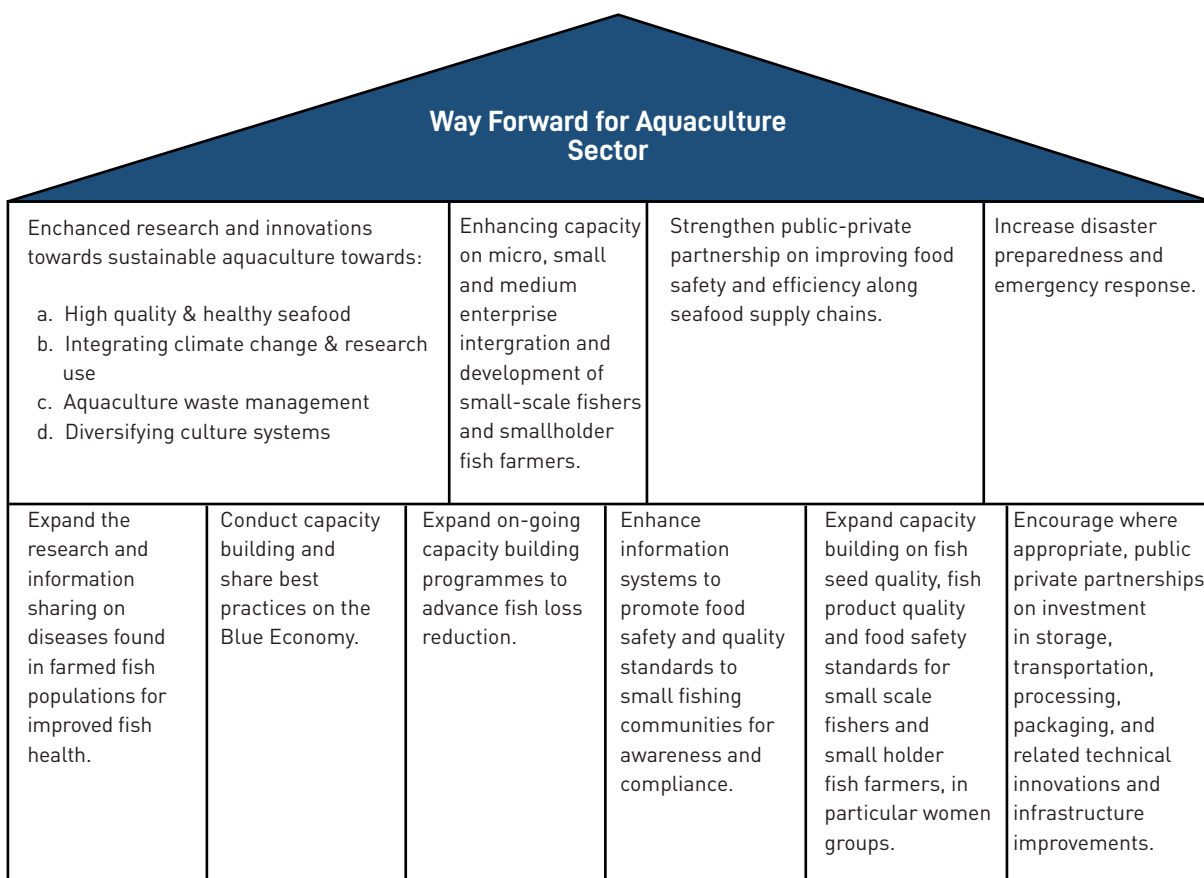 Way Forward for Aquaculture
Sector
Enchanced research and innovations
towards sustainable aquaculture towards:
a. High quality & healthy seafood
b. Integrating climate change & research
use
c. Aquaculture waste management
d. Diversifying culture systems
Enhancing capacity
on micro, small
and medium
enterprise
intergration and
development of
small-scale fishers
and smallholder
fish farmers.
Strengthen public-private
partnership on improving food
safety and efficiency along
seafood supply chains.
Increase disaster
preparedness and
emergency response.
Expand the
research and
information
sharing on
diseases found
in farmed fish
populations for
improved fish
health.
Conduct capacity
building and
share best
practices on the
Blue Economy.
Expand on-going
capacity building
programmes to
advance fish loss
reduction.
Enhance
information
systems to
promote food
safety and quality
standards to
small fishing
communities for
awareness and
compliance.
Expand capacity
building on fish
seed quality, fish
product quality
and food safety
standards for
small scale
fishers and
small holder
fish farmers, in
particular women
groups.
Encourage where
appropriate, public
private partnerships
on investment
in storage,
transportation,
processing,
packaging, and
related technical
innovations and
infrastructure
improvements.